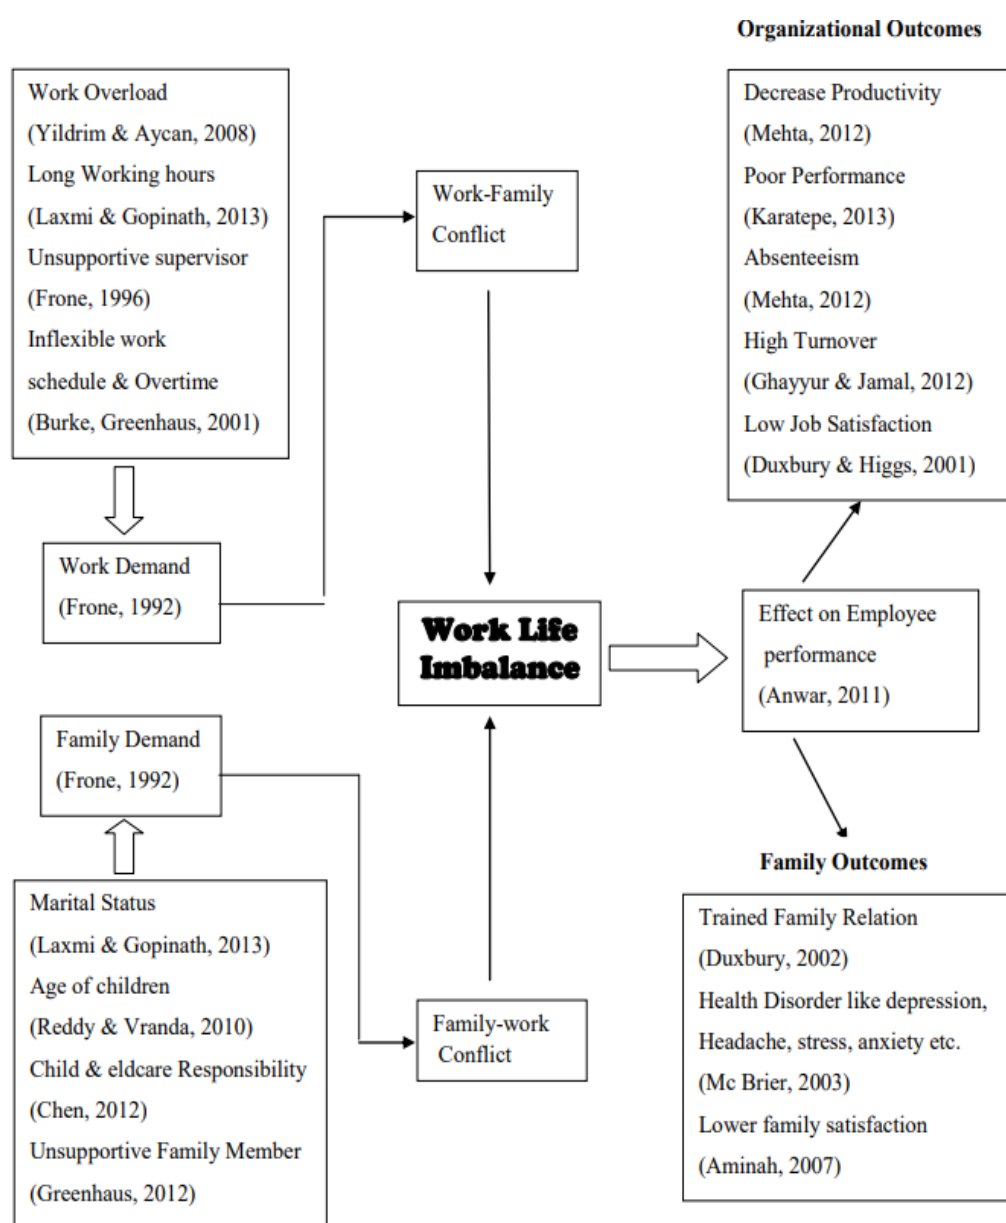 Organizational Outcomes
Work Overload
(Yildrim & Aycan, 2008)
Long Working hours
(Laxmi & Gopinath, 2013)
Unsupportive supervisor
(Frone, 1996)
Inflexible work
schedule & Overtime
(Burke, Greenhaus, 2001)
Work-Family
Conflict
Decrease Productivity
(Mehta, 2012)
Poor Performance
(Karatepe, 2013)
Absenteeism
(Mehta, 2012)
High Turnover
(Ghayyur & Jamal, 2012)
Low Job Satisfaction
(Duxbury & Higgs, 2001)
Work Demand
(Frone, 1992)
Work Life
Imbalance
Effect on Employee
performance
(Anwar, 2011)
Family Demand
(Frone, 1992)
Marital Status
(Laxmi & Gopinath, 2013)
Age of children
(Reddy & Vranda, 2010)
Child & eldcare Responsibility
(Chen, 2012)
Unsupportive Family Member
(Greenhaus, 2012)
Family-work
Conflict
Family Outcomes
Trained Family Relation
(Duxbury, 2002)
Health Disorder like depression,
Headache, stress, anxiety etc.
(Mc Brier, 2003)
Lower family satisfaction
(Aminah, 2007)